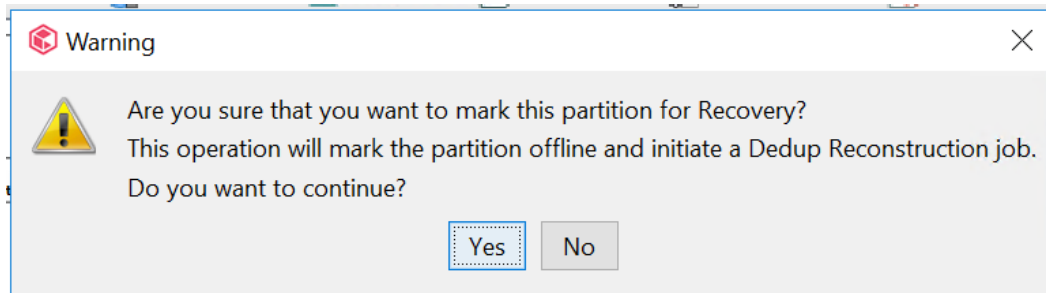 Warning
Are you sure that you want to mark this partition for Recovery?
This operation will mark the partition offline and initiate a Dedup Reconstruction job.
Do you want to continue?
Yes No